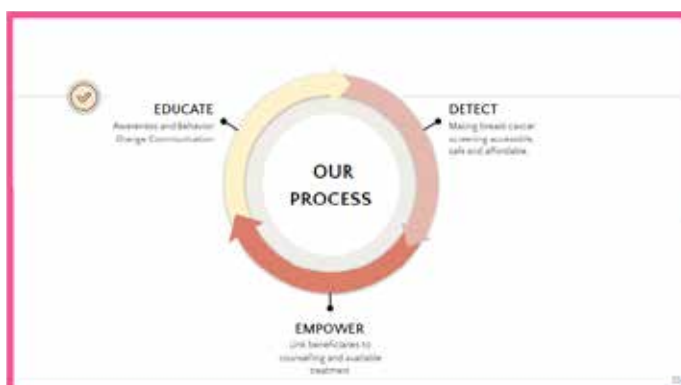 EDUCATE
Awareness and Behavior
Change Communication
DETECT
Making breast cancer
screening accessible,
safe and affordable.
OUR
PROCESS
EMPOWER
Link beneficiaries to
counselling and available
treatment